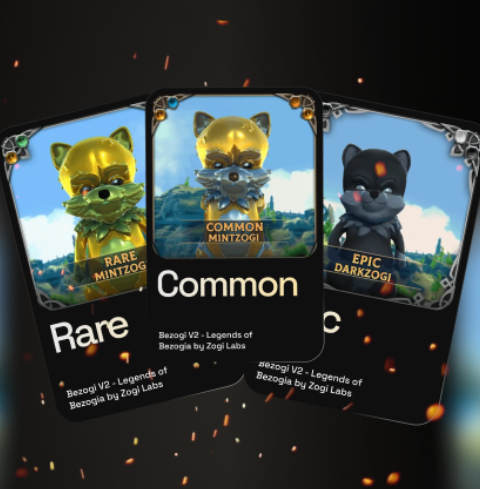 RARE
MINTZOG
Rare
Bezogi V2 - Legends of
Bezogia by Zogi Labs
COMMON
MINTZOGI
Common
Bezogi V2 - Legends of
Bezogia by Zogi Labs
EPIC
DARKZOGI
c
Bezogi V2 - Legends of
Bezogia by Zogi Labs